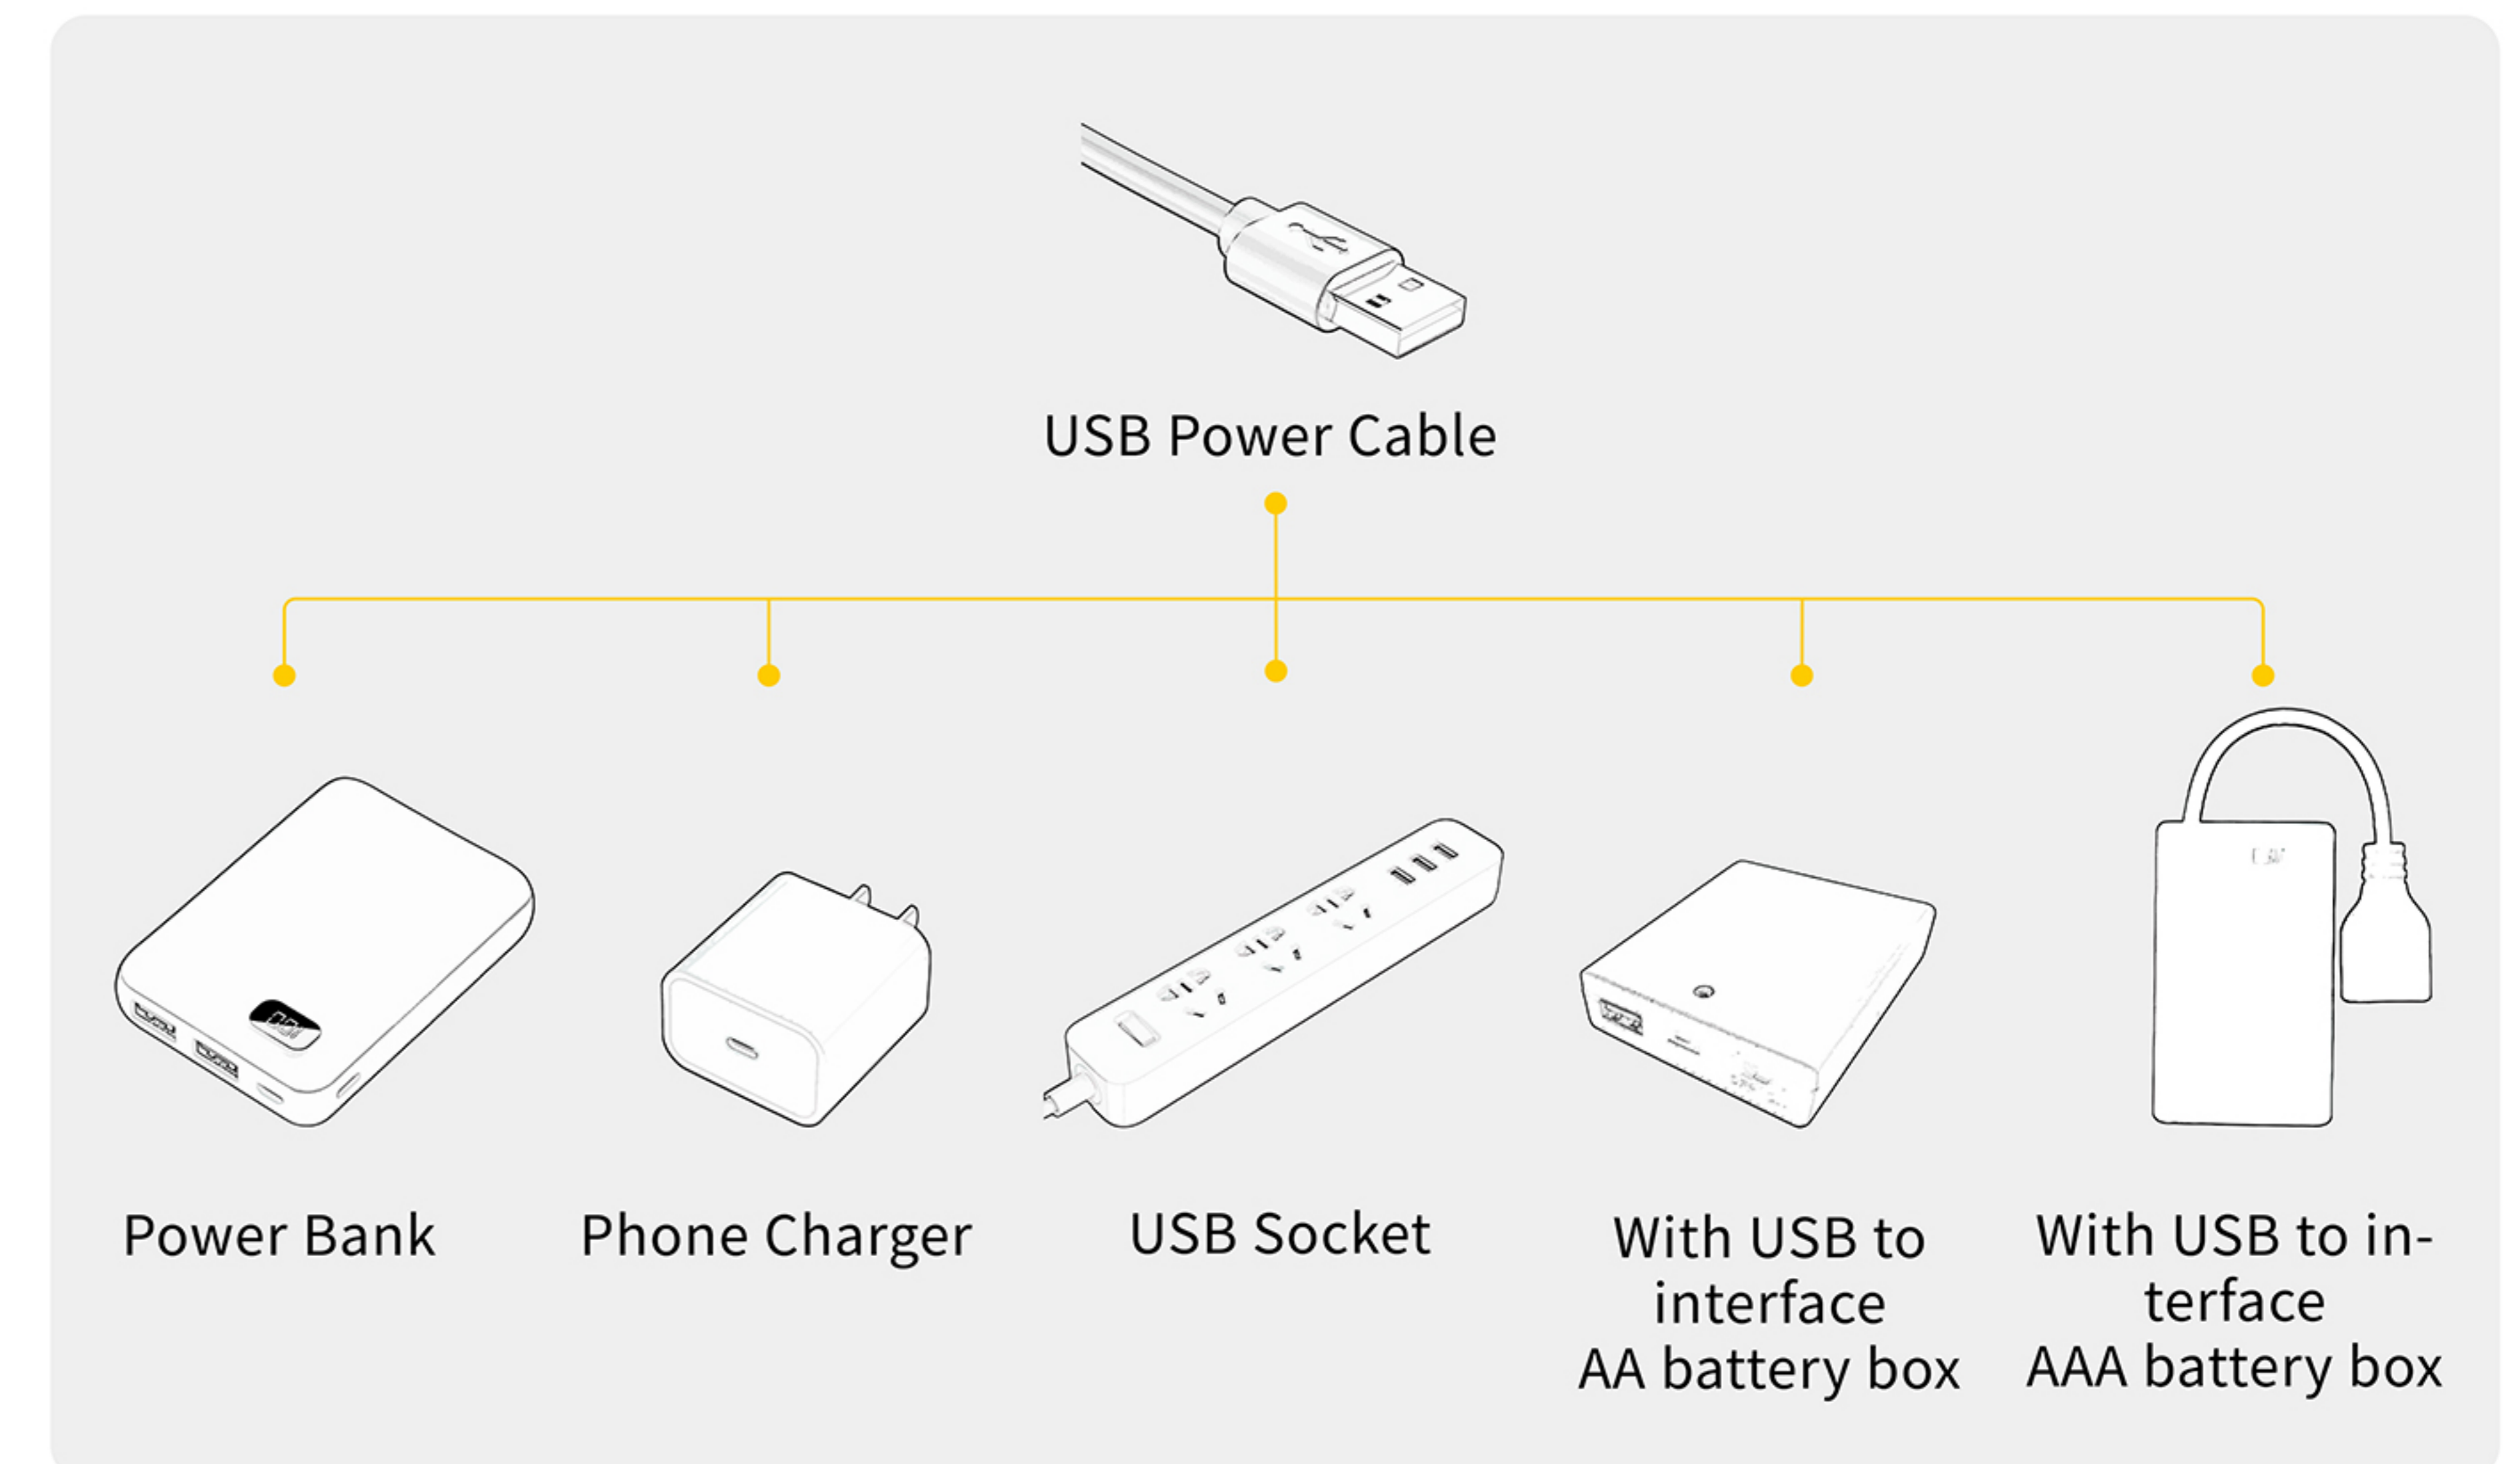 USB Power Cable
Power Bank
Phone Charger
USB Socket
With USB to
interface
AA battery box
With USB to in-
terface
AAA battery box